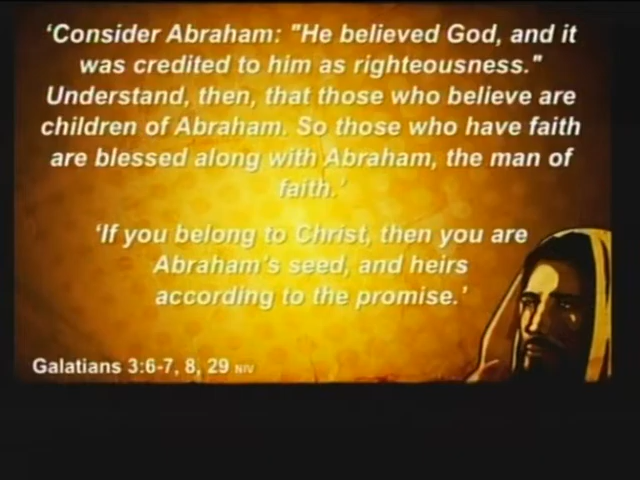 ‘Consider Abraham: "He believed God, and it
was credited to him as righteousness."
Understand, then, that those who believe are
children of Abraham. So those who have faith
are blessed along with Abraham, the man of
faith.’
‘If you belong to Christ, then you are
Abraham’s seed, and heirs
according to the promise.’
Galatians 3:6-7, 8, 29 NIV